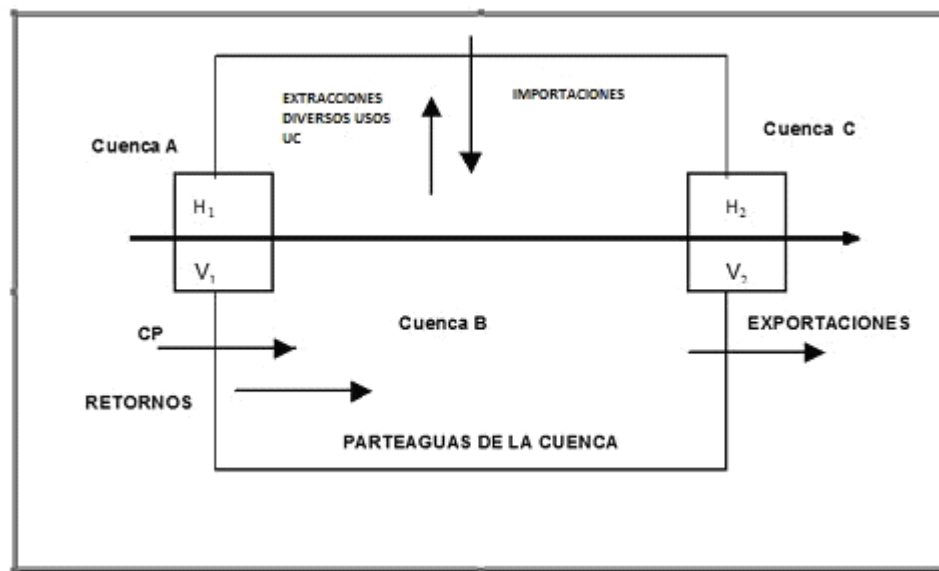 EXTRACCIONES
DIVERSOS USOS
UC
IMPORTACIONES
Cuenca A
Cuenca C
H₁
H₂
V₁
V₂
CP
Cuenca B
EXPORTACIONES
RETORNOS
PARTEAGUAS DE LA CUENCA